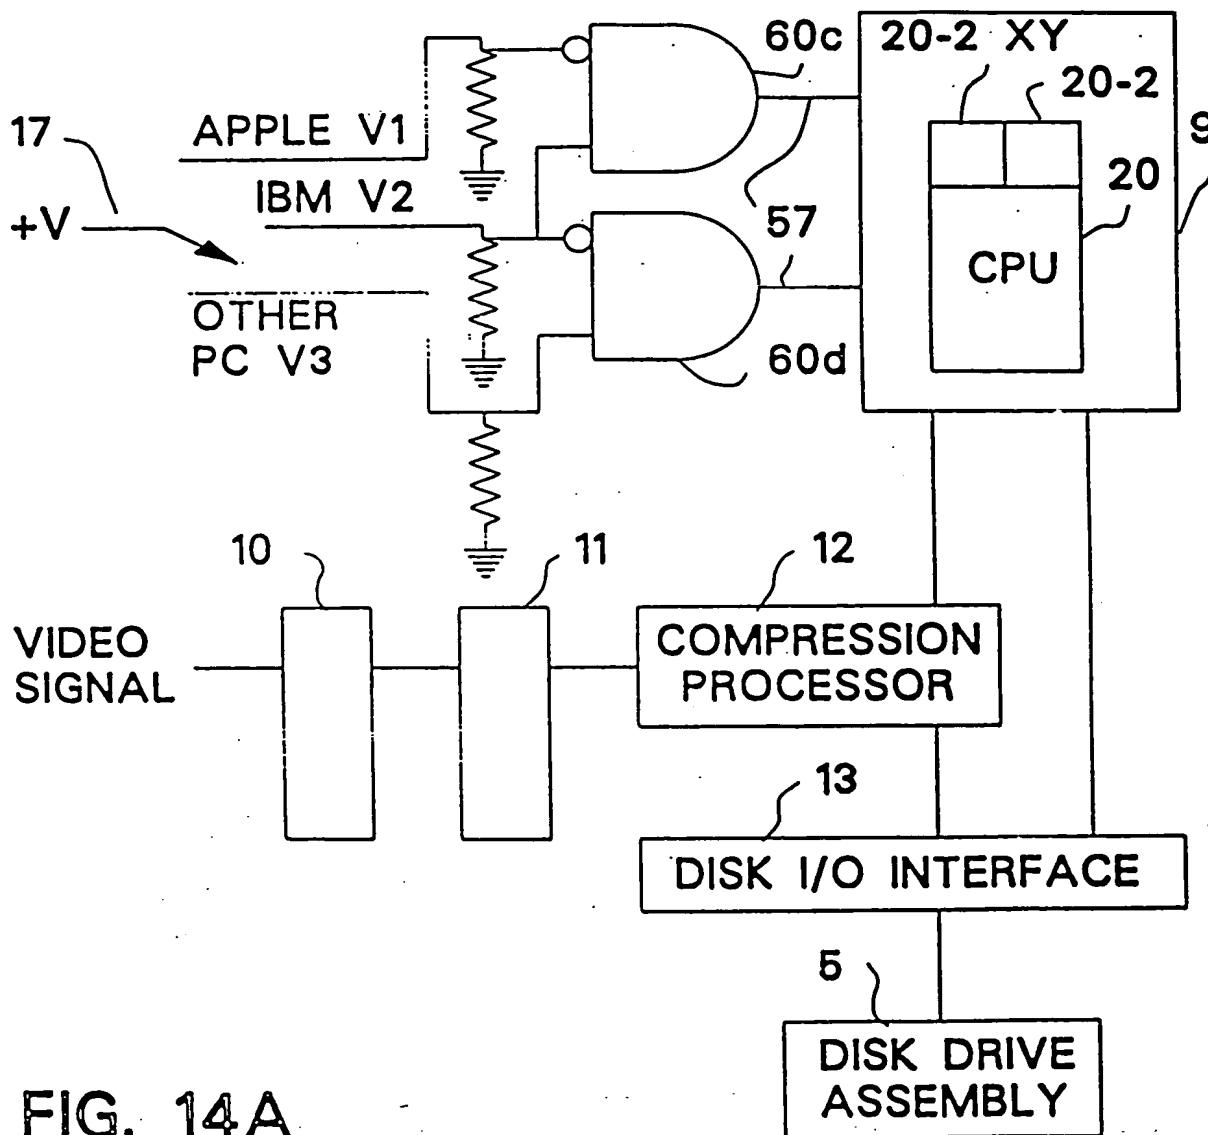 60c
20-2 XY
20-2
17
APPLE V1
9
20
IBM V2
+V
57
57
CPU
OTHER
PC V3
60d
10
11
12
VIDEO
SIGNAL
COMPRESSION
PROCESSOR
13
DISK I/O INTERFACE
5
DISK DRIVE
ASSEMBLY
FIG. 14A